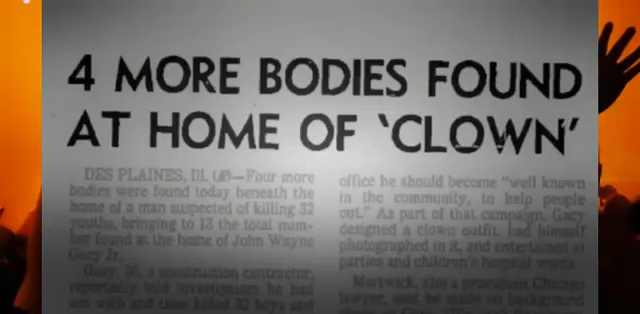 4 MORE BODIES FOUND
AT HOME OF 'CLOWN'
DES PLAINES, Ill. (AP)—Four more
bodies were found today beneath the
home of a man suspected of killing 32
youths, bringing to 13 the total num-
ber found at the home of John Wayne
Gacy Jr.
Gacy, 36, a construction contractor,
reportedly told investigators he had
sex with and then killed 32 boys and
office he should become "well known
in the community, to help people
out." As part of that campaign, Gacy
designed a clown outfit, had himself
photographed in it, and entertained at
parties and children's hospital wards.
Martwick, also a prominent Chicago
lawyer, said he made no background